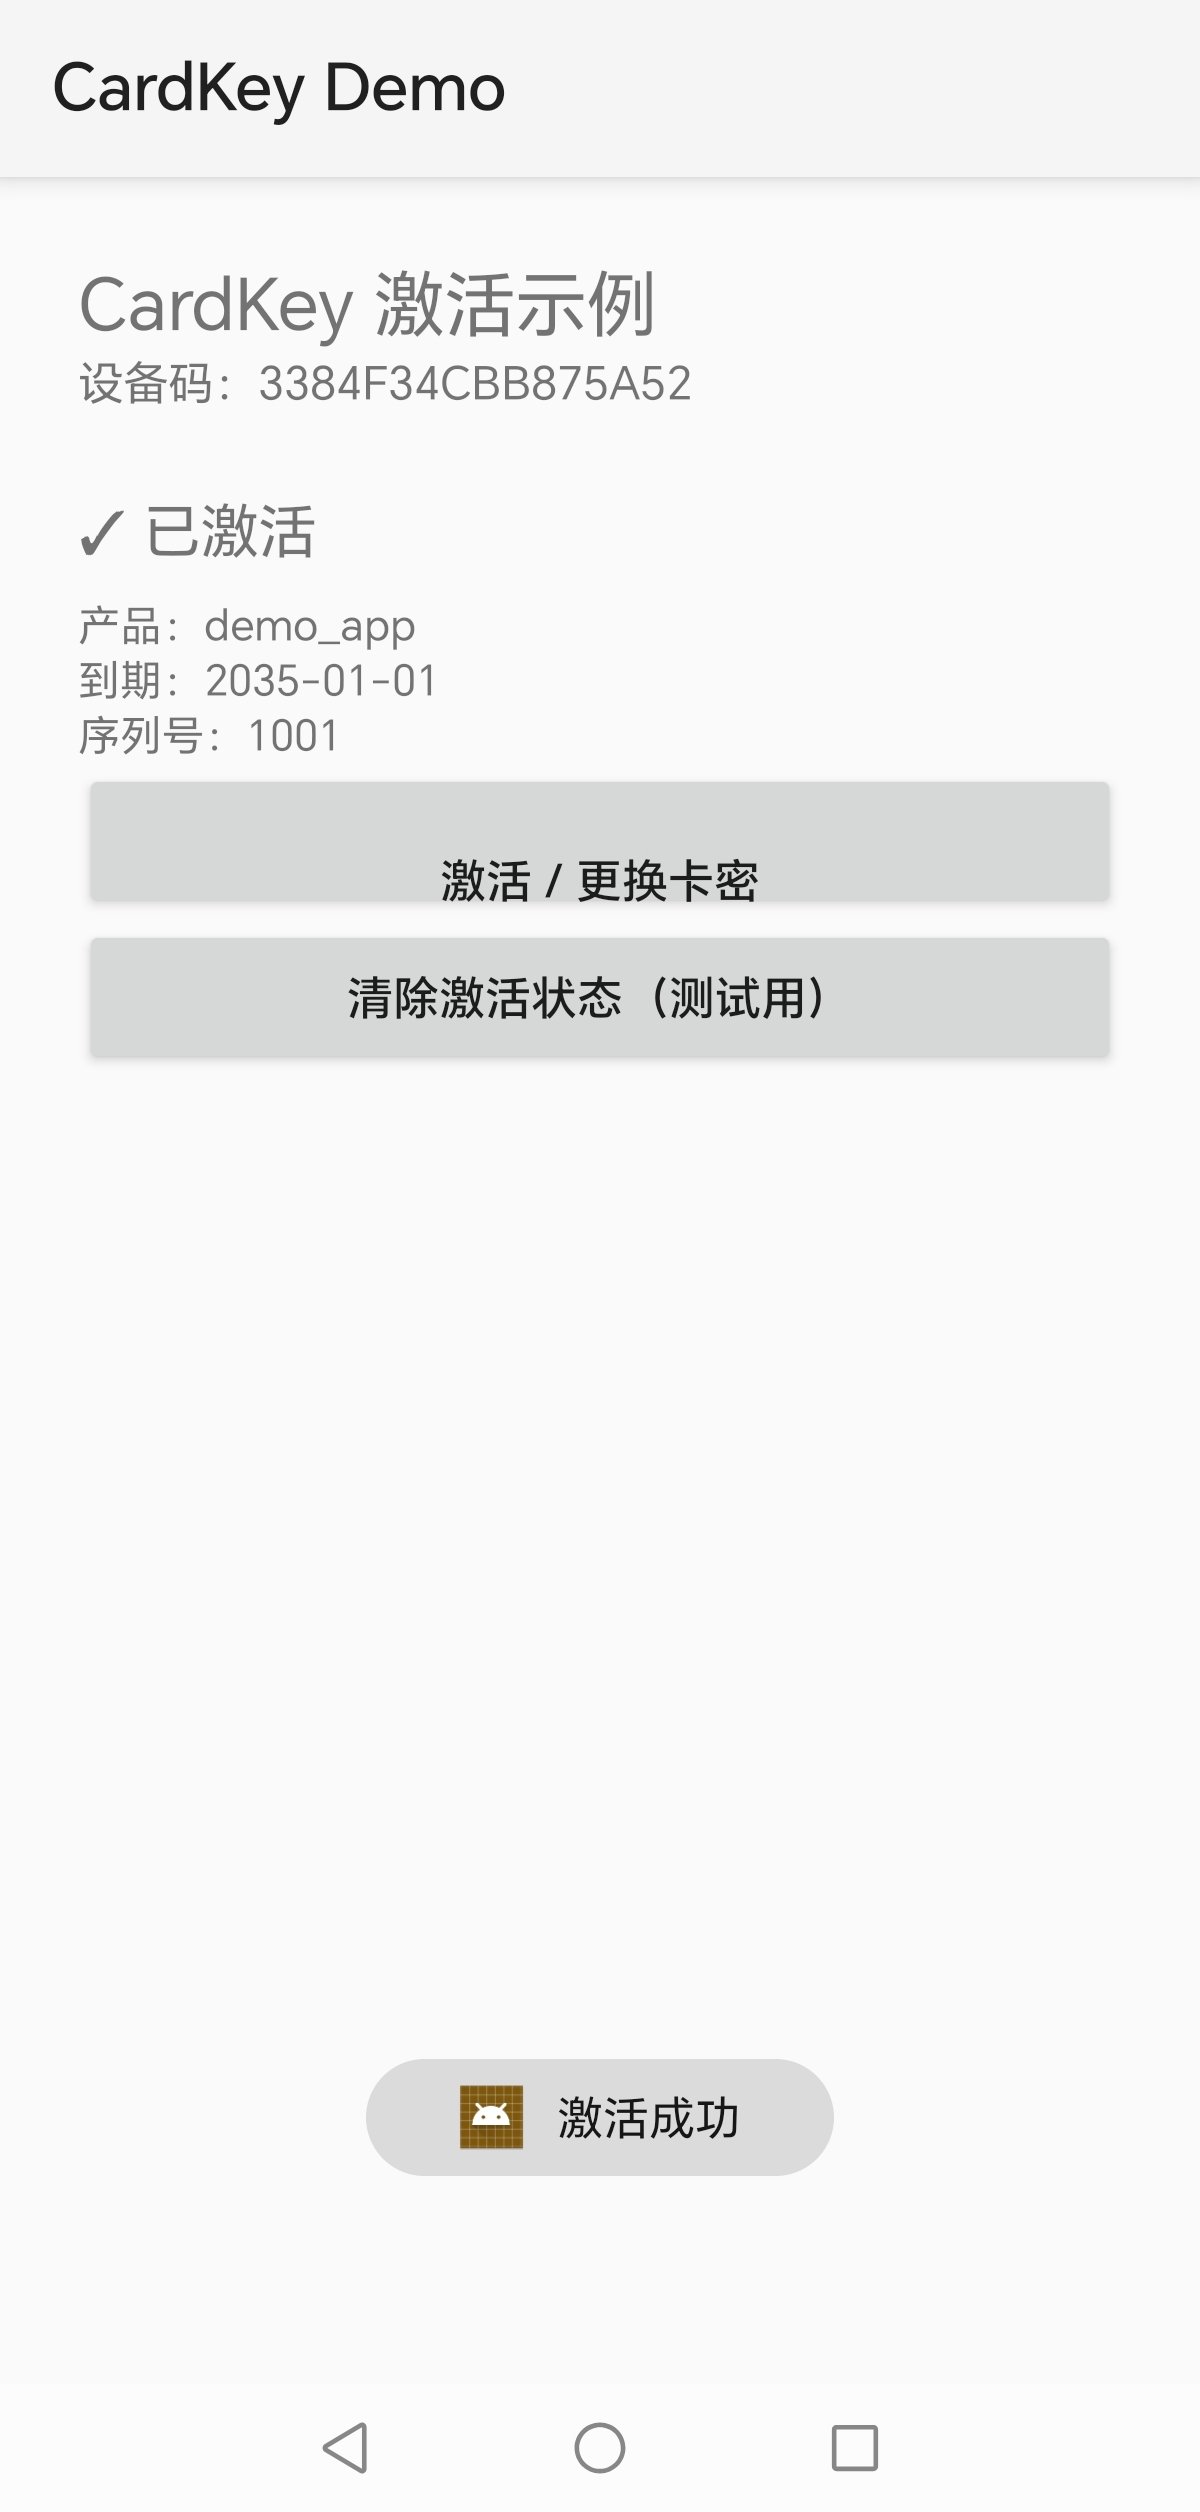 CardKey Demo
CardKey 激活示例
设备码：3384F34CBB875A52
✓ 已激活
产品：demo_app
到期：2035-01-01
序列号：1001
激活 / 更换卡密
清除激活状态（测试用）
激活成功